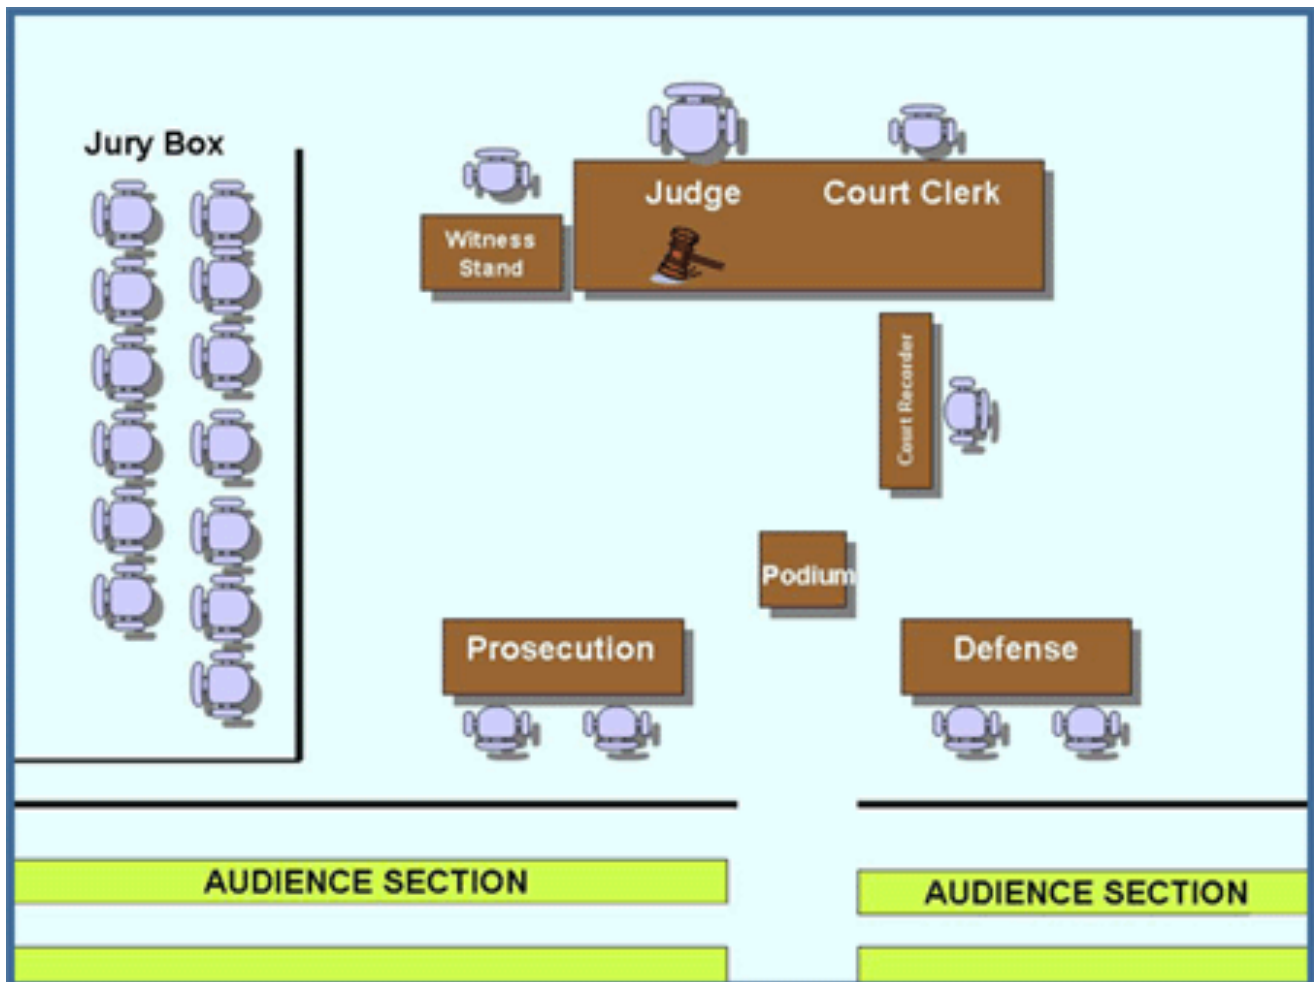 Jury Box
Judge
Court Clerk
Witness
Stand
Court Recorder
Podium
Prosecution
Defense
AUDIENCE SECTION
AUDIENCE SECTION